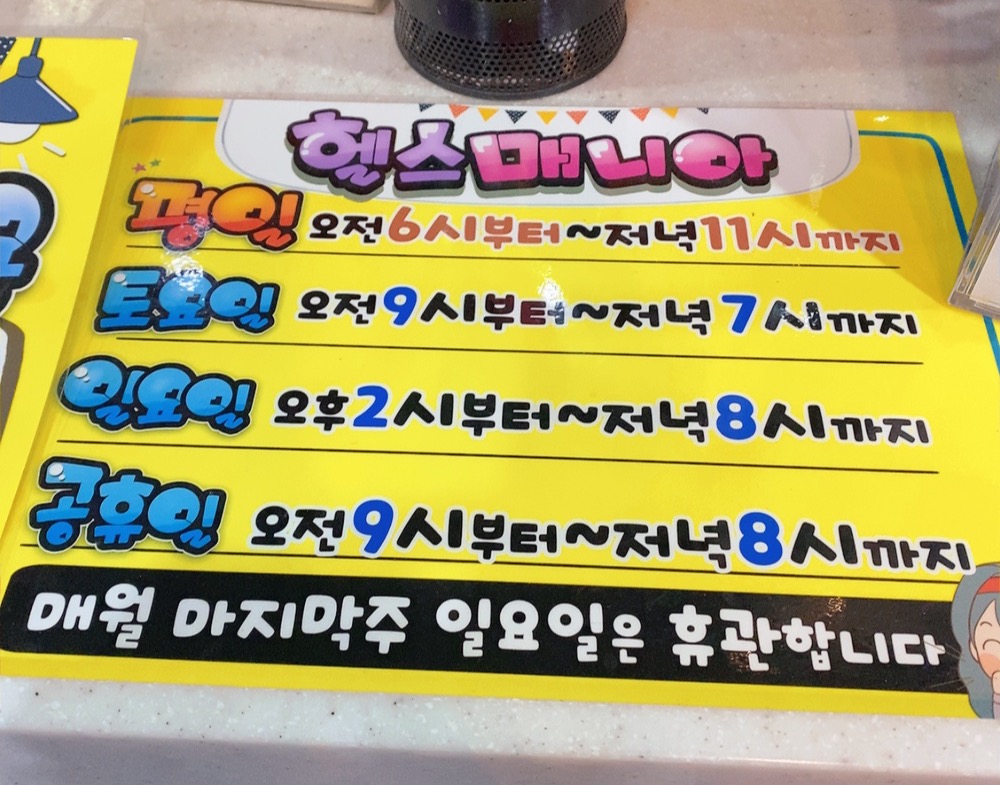 헬스매니아
평일 오전6시부터~저녁11시까지
토요일 오전9시부터~저녁7시까지
일요일 오후2시부터~저녁8시까지
공휴일 오전9시부터~저녁8시까지
매월 마지막주 일요일은 휴관합니다